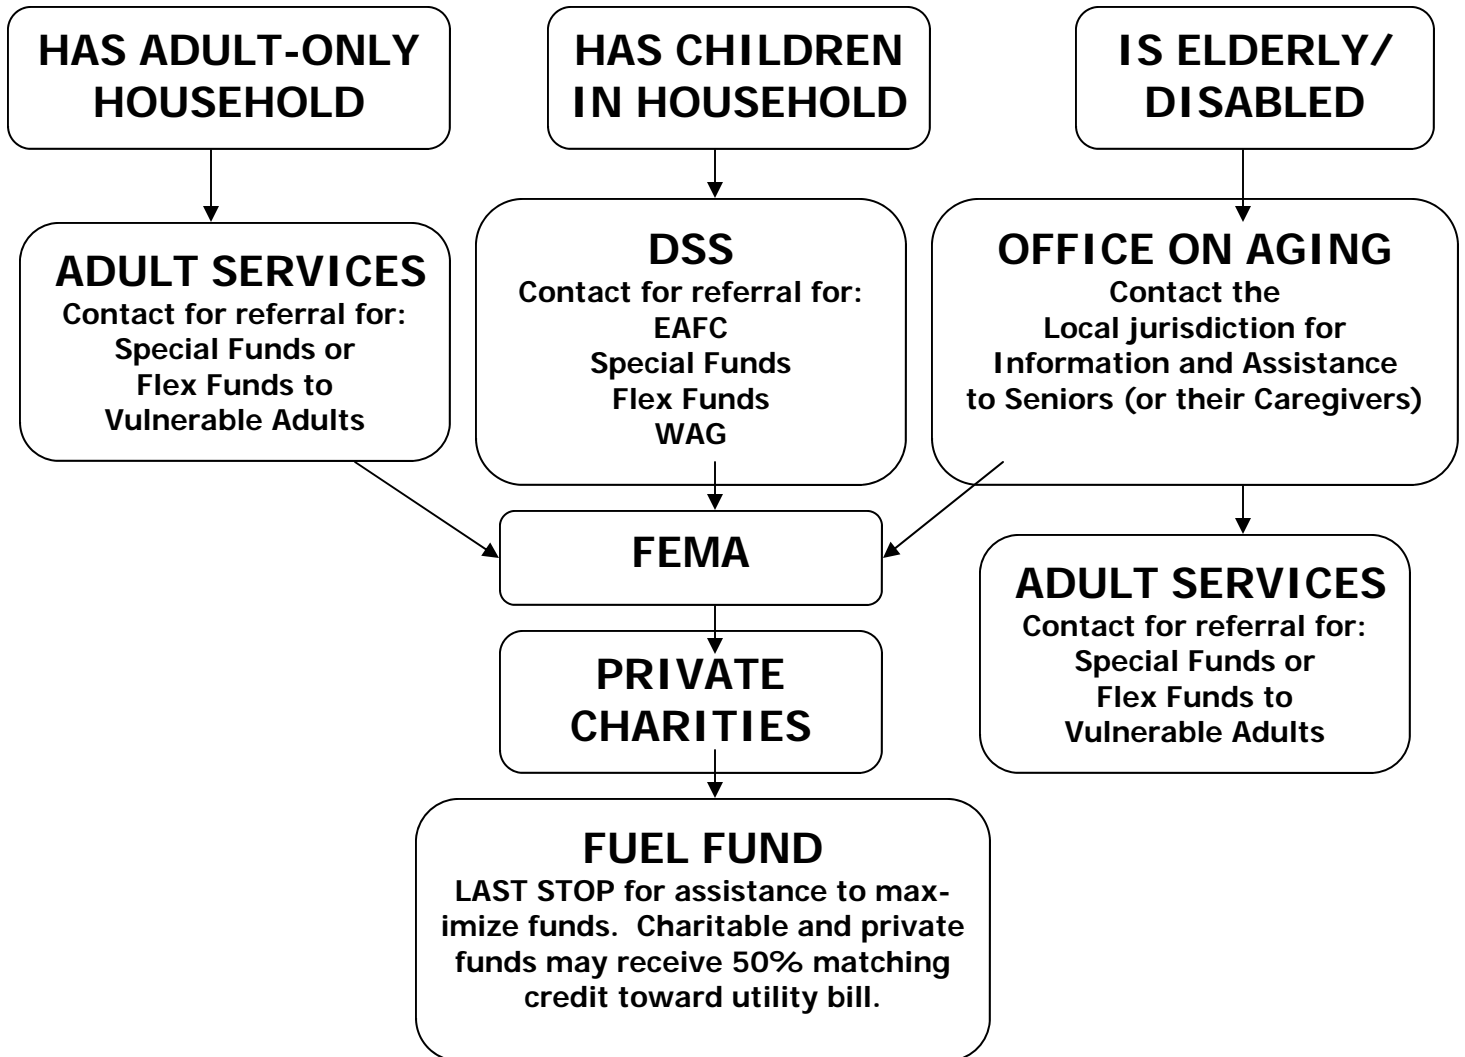 HAS ADULT-ONLY
HOUSEHOLD
HAS CHILDREN
IN HOUSEHOLD
IS ELDERLY/
DISABLED
ADULT SERVICES
Contact for referral for:
Special Funds or
Flex Funds to
Vulnerable Adults
DSS
Contact for referral for:
EAFC
Special Funds
Flex Funds
WAG
OFFICE ON AGING
Contact the
Local jurisdiction for
Information and Assistance
to Seniors (or their Caregivers)
FEMA
ADULT SERVICES
Contact for referral for:
Special Funds or
Flex Funds to
Vulnerable Adults
PRIVATE
CHARITIES
FUEL FUND
LAST STOP for assistance to max-
imize funds.  Charitable and private
funds may receive 50% matching
credit toward utility bill.